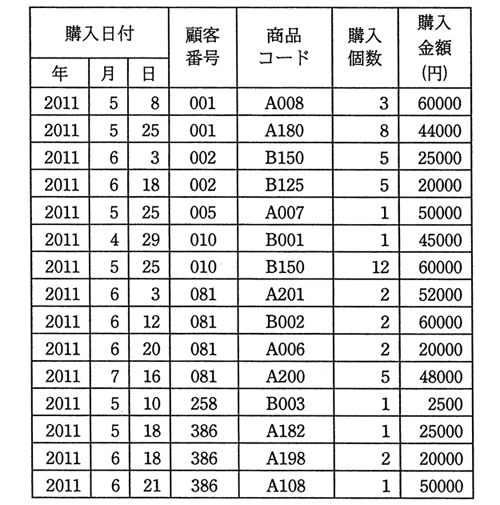 購入日付 顧客番号 商品コード 購入個数 購入金額(円)
年 月 日
2011 5 8 001 A008 3 60000
2011 5 25 001 A180 8 44000
2011 6 3 002 B150 5 25000
2011 6 18 002 B125 5 20000
2011 5 25 005 A007 1 50000
2011 4 29 010 B001 1 45000
2011 5 25 010 B150 12 60000
2011 6 3 081 A201 2 52000
2011 6 12 081 B002 2 60000
2011 6 20 081 A006 2 20000
2011 7 16 081 A200 5 48000
2011 5 10 258 B003 1 2500
2011 5 18 386 A182 1 25000
2011 6 18 386 A198 2 20000
2011 6 21 386 A108 1 50000